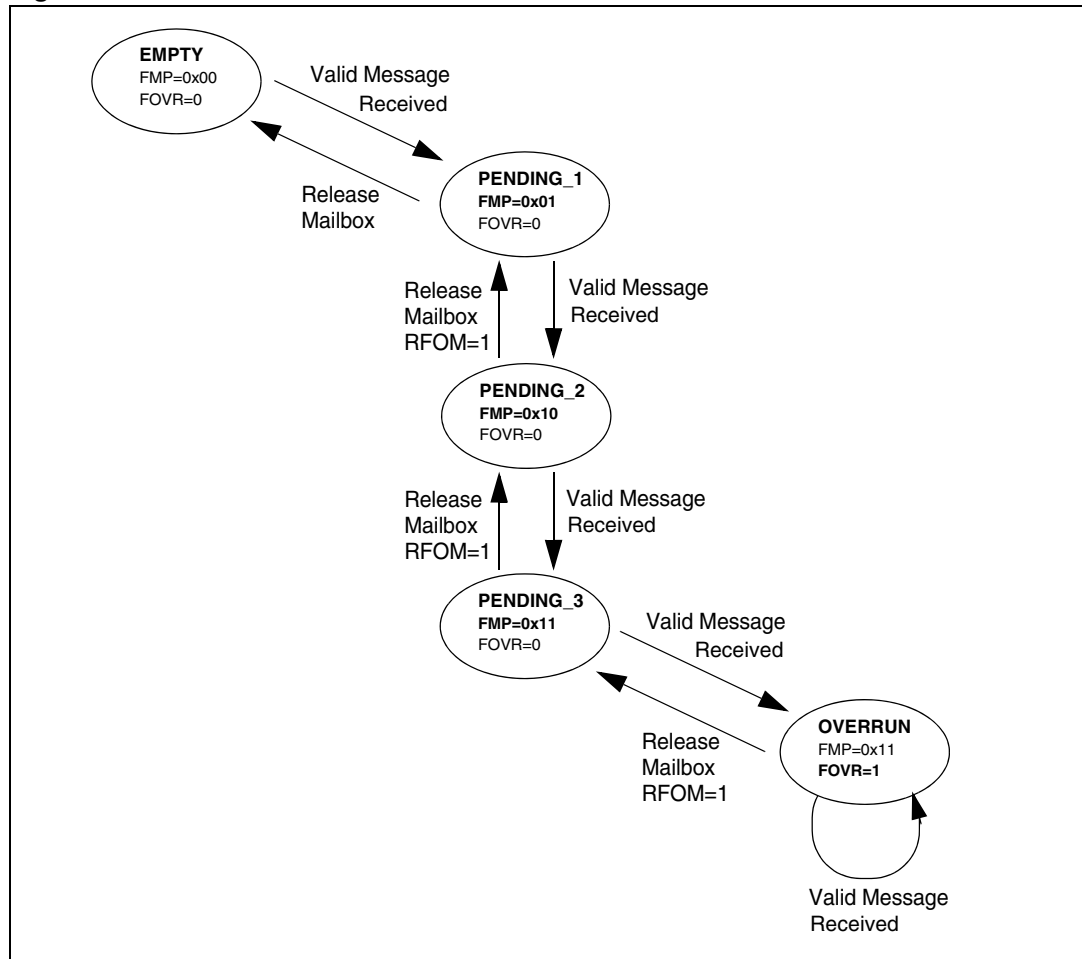 EMPTY
FMP=0x00
FOVR=0
Valid Message
Received
Release
Mailbox
PENDING_1
FMP=0x01
FOVR=0
Release
Mailbox
RFOM=1
Valid Message
Received
PENDING_2
FMP=0x10
FOVR=0
Release
Mailbox
RFOM=1
Valid Message
Received
PENDING_3
FMP=0x11
FOVR=0
Valid Message
Received
Release
Mailbox
RFOM=1
OVERRUN
FMP=0x11
FOVR=1
Valid Message
Received